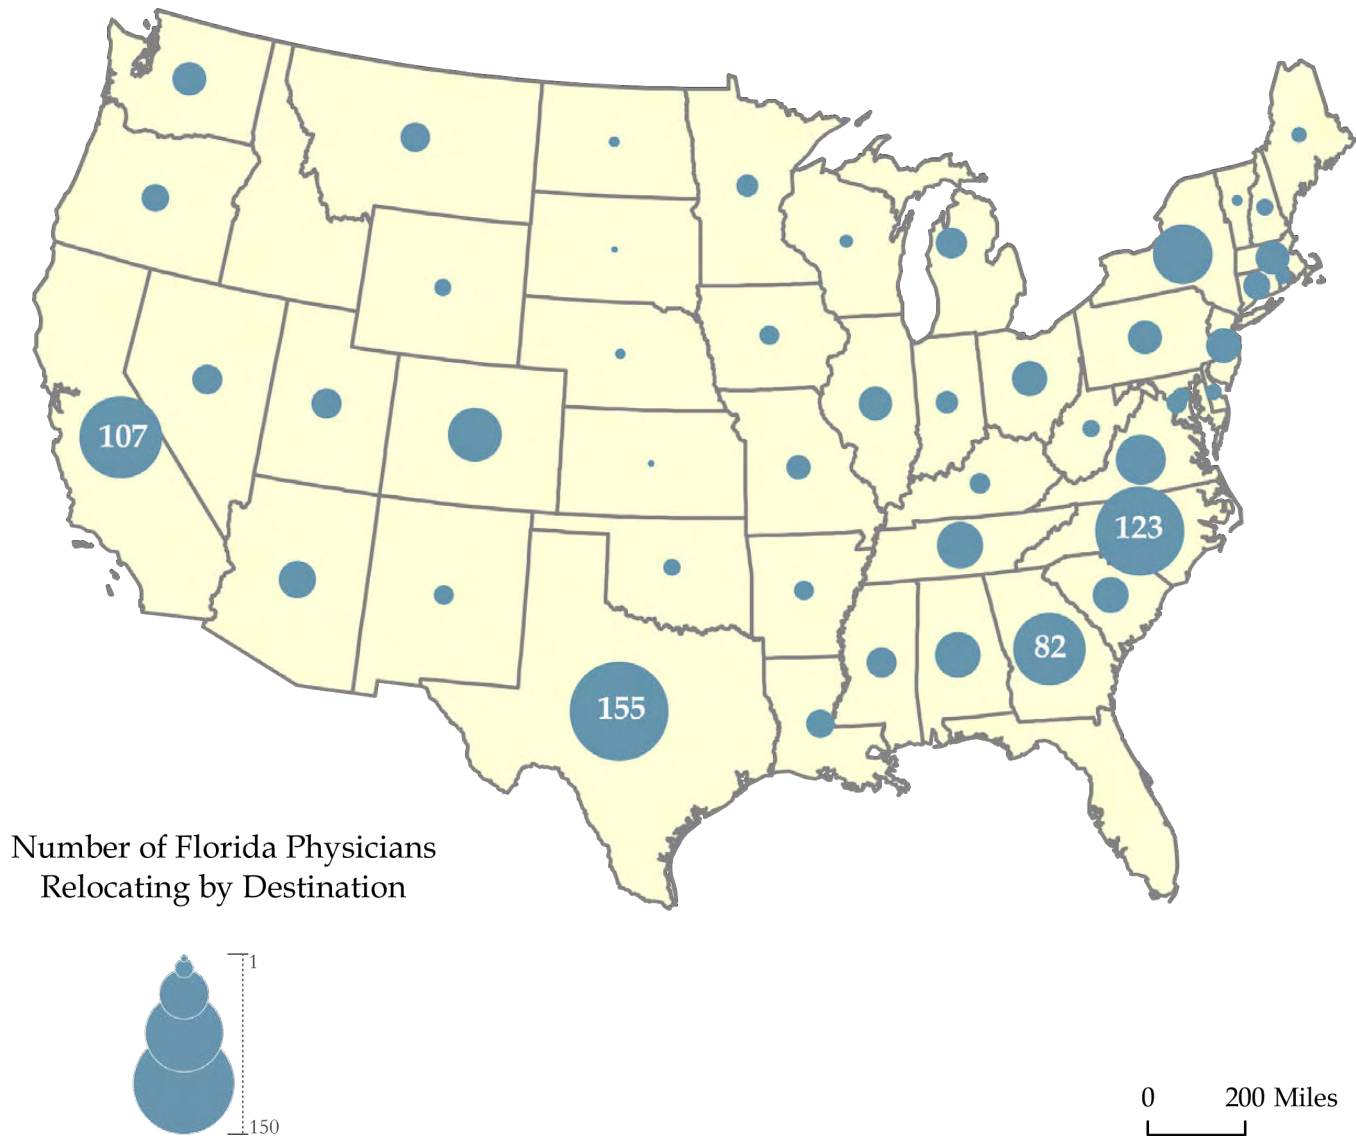 107
123
82
155
Number of Florida Physicians
Relocating by Destination
1
150
0 200 Miles